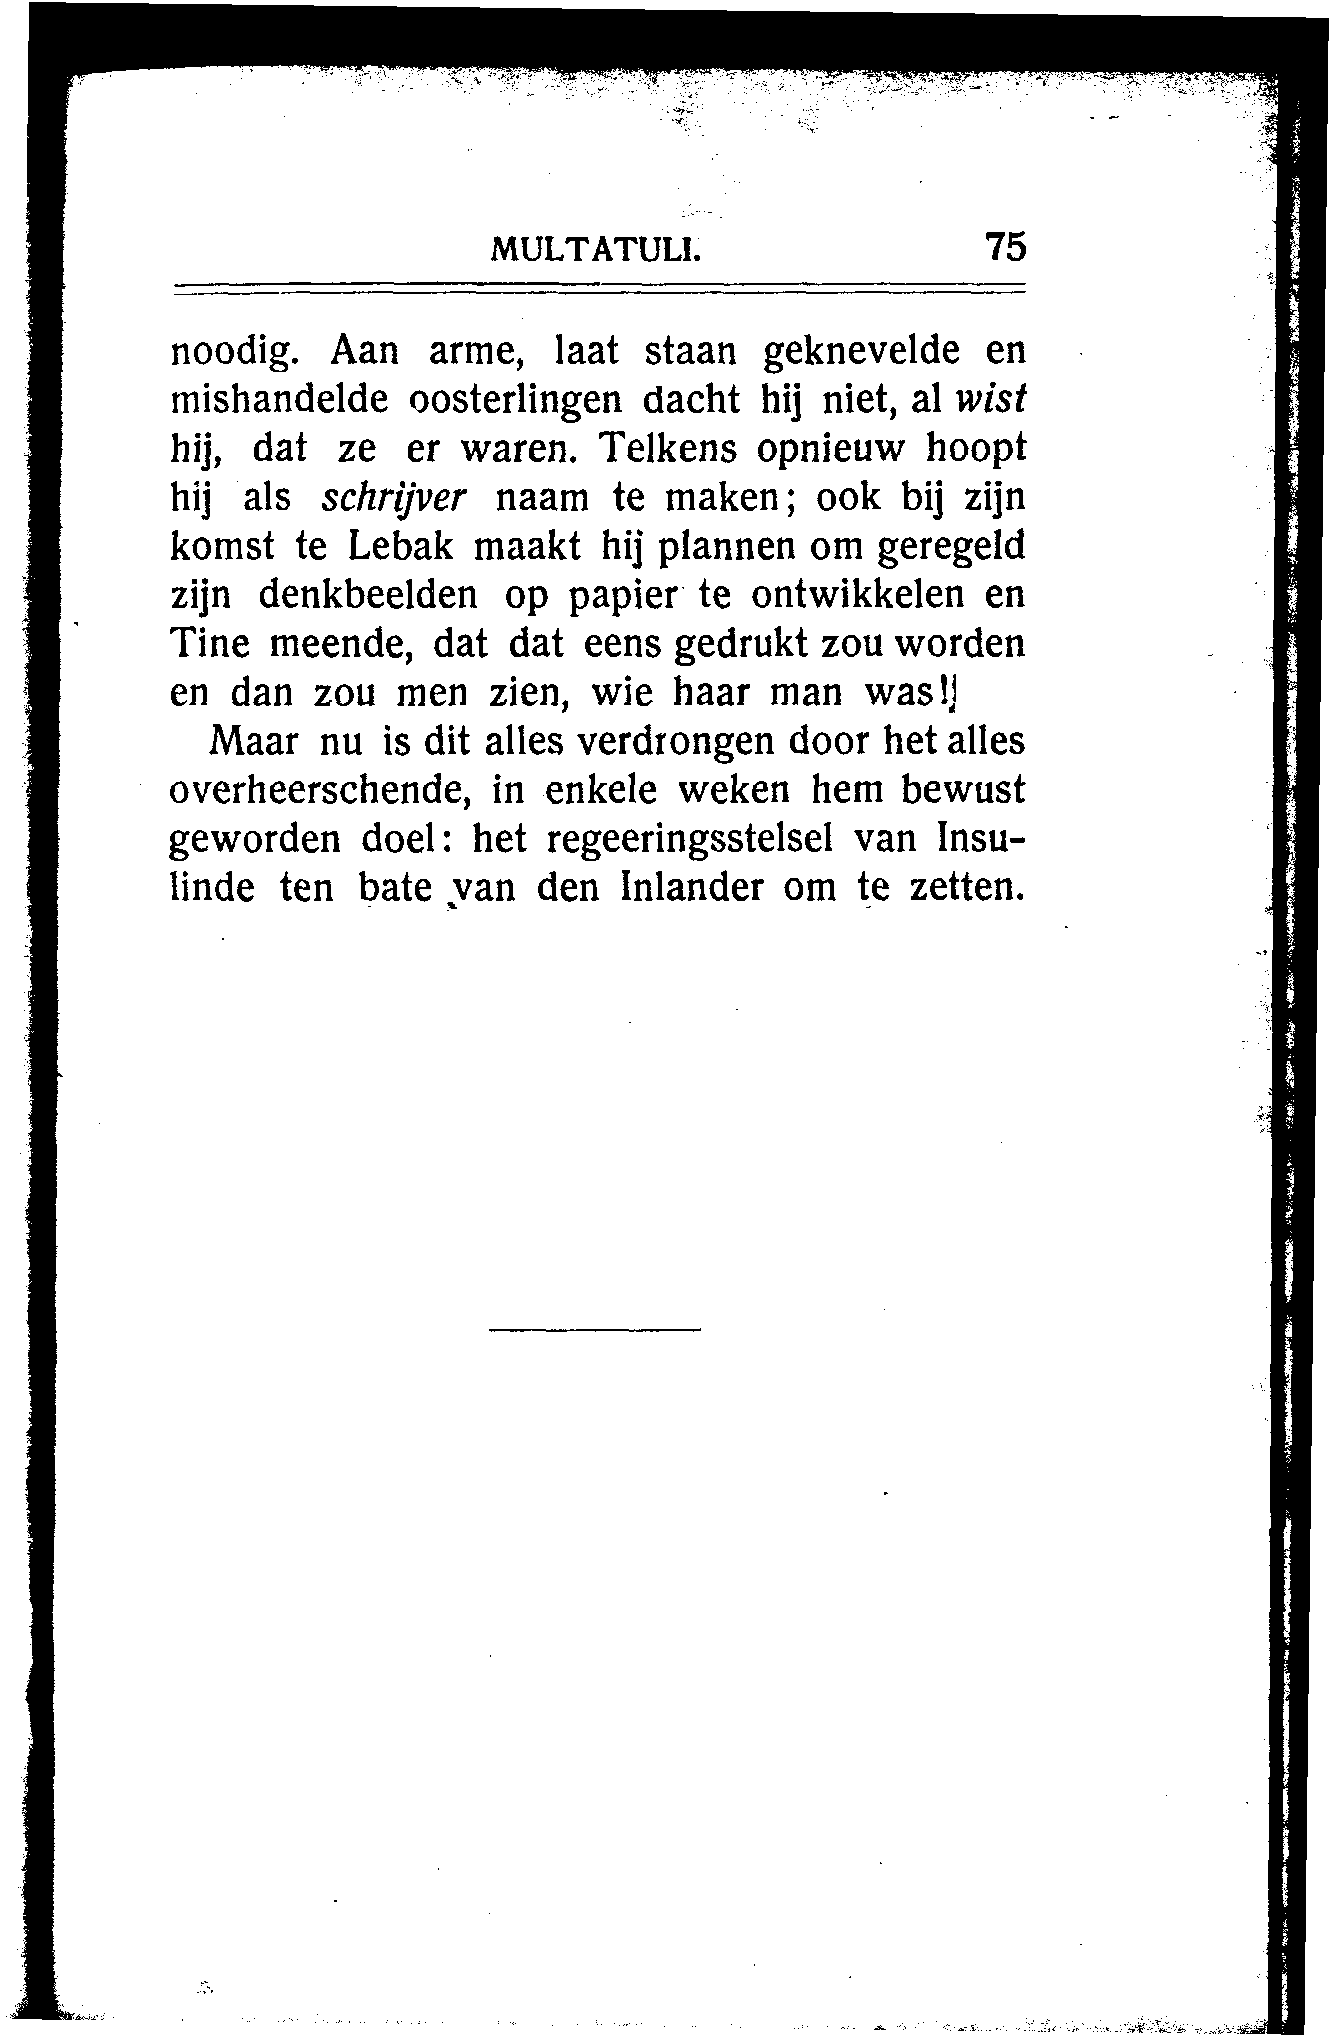 MULTATULI. 75
noodig. Aan arme, laat staan geknevelde en
mishandelde oosterlingen dacht hij niet, al wist
hij, dat ze er waren. Telkens opnieuw hoopt
hij als schrijver naam te maken; ook bij zijn
komst te Lebak maakt hij plannen om geregeld
zijn denkbeelden op papier te ontwikkelen en
Tine meende, dat dat eens gedrukt zou worden
en dan zou men zien, wie haar man was!
Maar nu is dit alles verdrongen door het alles
overheerschende, in enkele weken hem bewust
geworden doel: het regeeringsstelsel van Insu-
linde ten bate van den Inlander om te zetten.